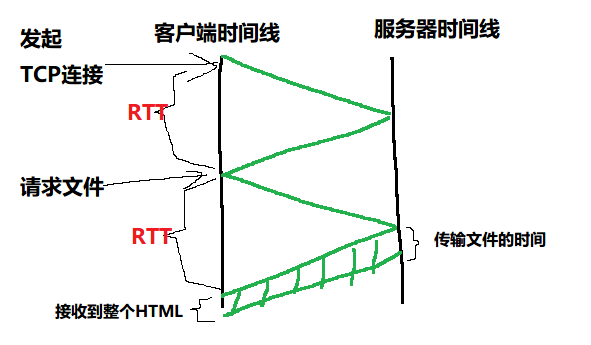 发起
TCP连接
客户端时间线
服务器时间线
RTT
请求文件
RTT
传输文件的时间
接收到整个HTML